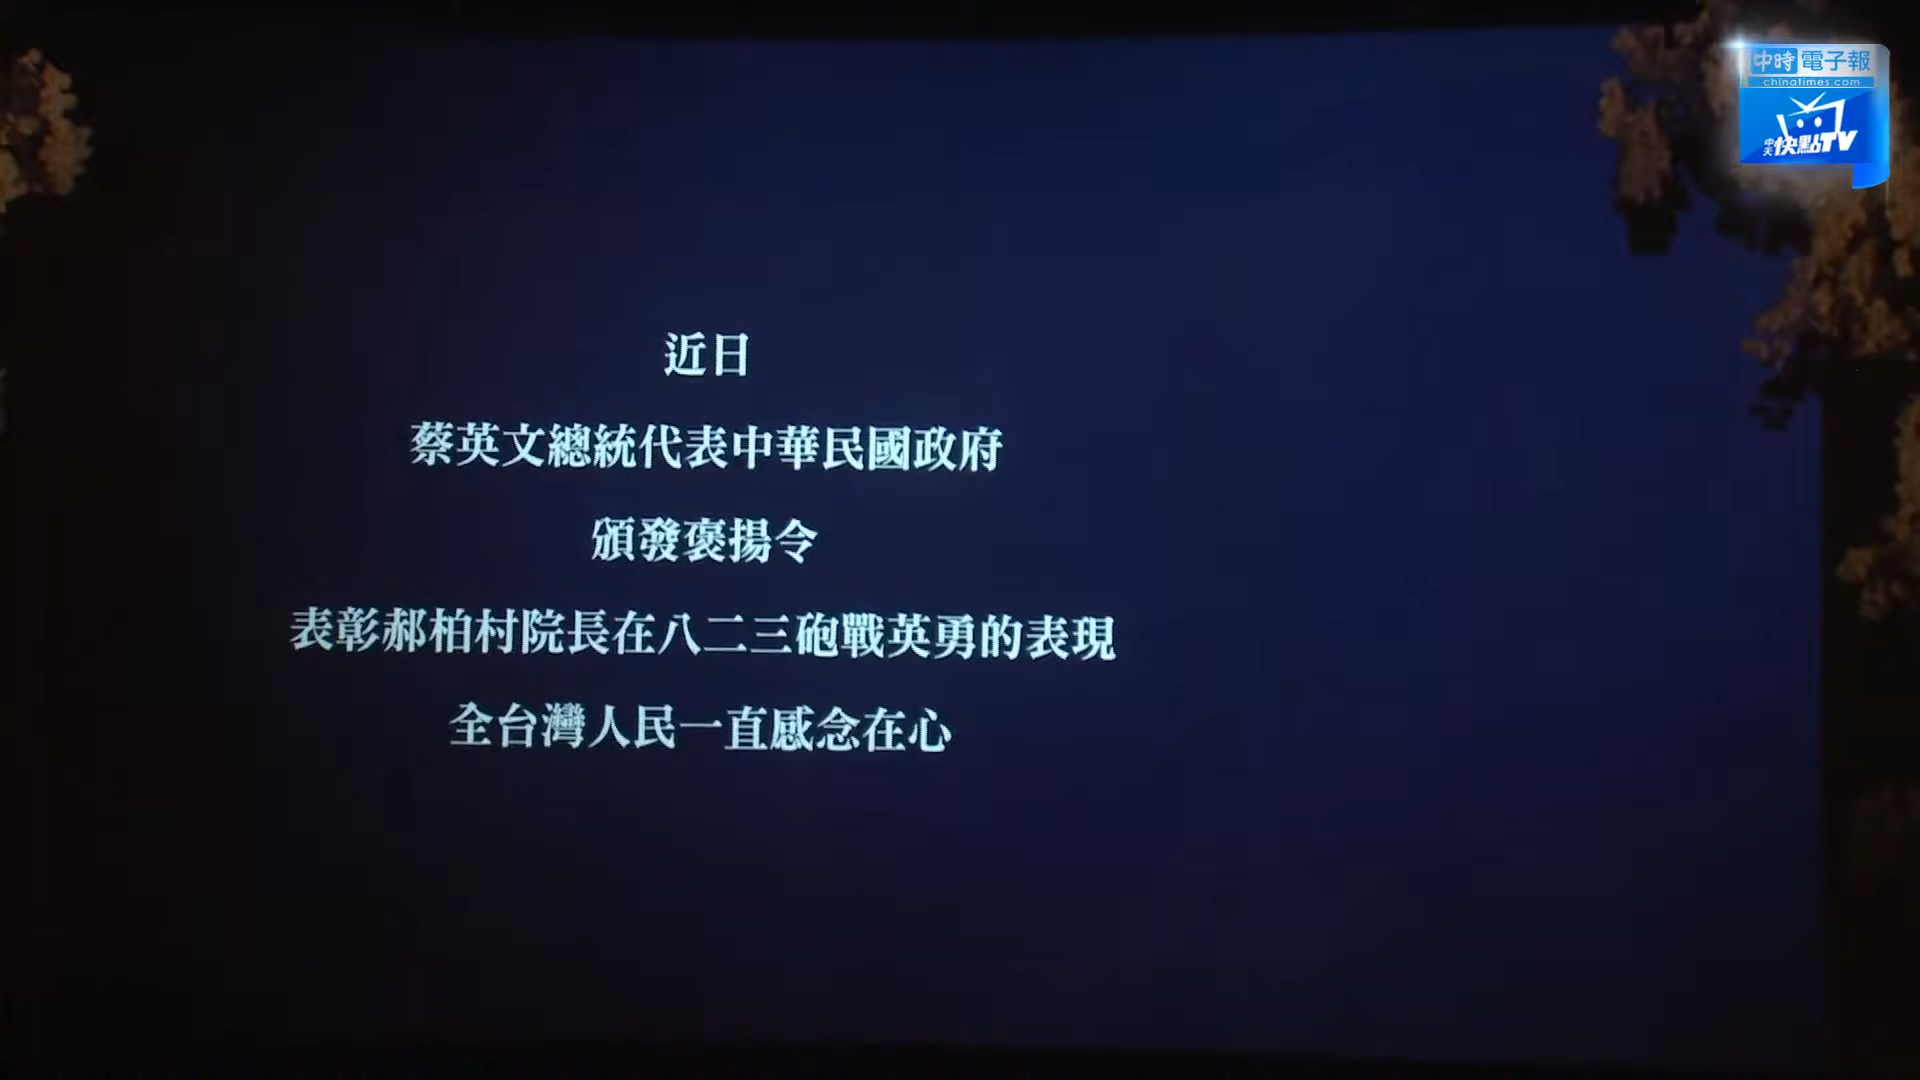 中時電子報
chinatimes.com
中天快點TV
近日
蔡英文總統代表中華民國政府
頒發褒揚令
表彰郝柏村院長在八二三砲戰英勇的表現
全台灣人民一直感念在心